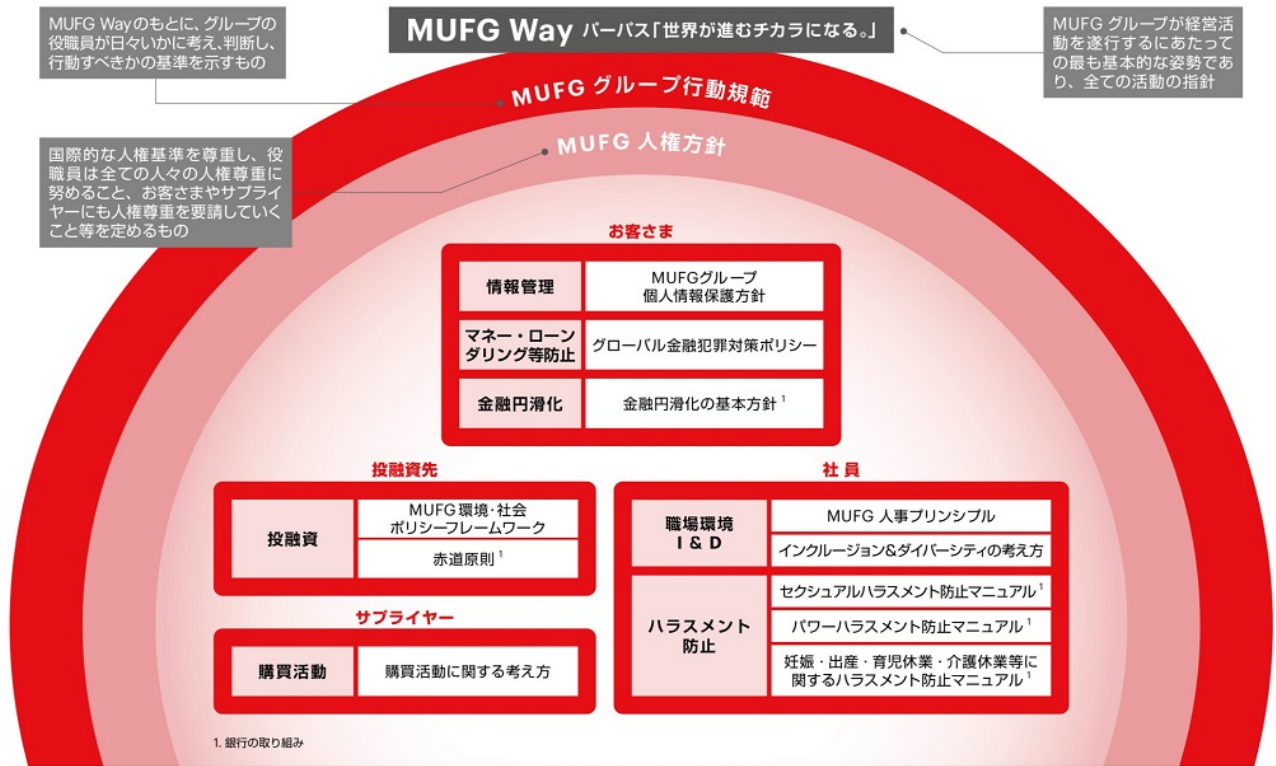 MUFG Wayのもとに、グループの
役職員が日々いかに考え、判断し、
行動すべきかの基準を示すもの
MUFG Way パーパス「世界が進むチカラになる。」
MUFG グループが経営活
動を遂行するにあたって
の最も基本的な姿勢であ
り、全ての活動の指針
MUFG グループ行動規範
MUFG 人権方針
国際的な人権基準を尊重し、役
職員は全ての人々の人権尊重に
努めること、お客さまやサプライ
ヤーにも人権尊重を要請していく
こと等を定めるもの
お客さま
情報管理
MUFGグループ
個人情報保護方針
マネー・ローン
ダリング等防止
グローバル金融犯罪対策ポリシー
金融円滑化
金融円滑化の基本方針1
投融資先
投融資
MUFG 環境・社会
ポリシーフレームワーク
赤道原則1
サプライヤー
購買活動
購買活動に関する考え方
社員
職場環境
I & D
MUFG 人事プリンシプル
インクルージョン&ダイバーシティの考え方
ハラスメント
防止
セクシュアルハラスメント防止マニュアル1
パワーハラスメント防止マニュアル1
妊娠・出産・育児休業・介護休業等に
関するハラスメント防止マニュアル1
1. 銀行の取り組み